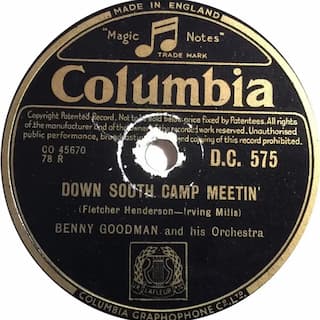 MADE IN ENGLAND
"Magic Notes"
TRADE MARK
Columbia
Copyright Patented Record. Not to be sold below price fixed by Patentees. All rights
of the manufacturer and of the owner of the recorded work reserved. Unauthorised
public performance, broadcasting and copying of this record prohibited.
CO 45670
78 R
D.C. 575
DOWN SOUTH CAMP MEETIN'
(Fletcher Henderson—Irving Mills)
BENNY GOODMAN and his Orchestra
LAFLEUR
COLUMBIA GRAPHOPHONE Co., LTD.